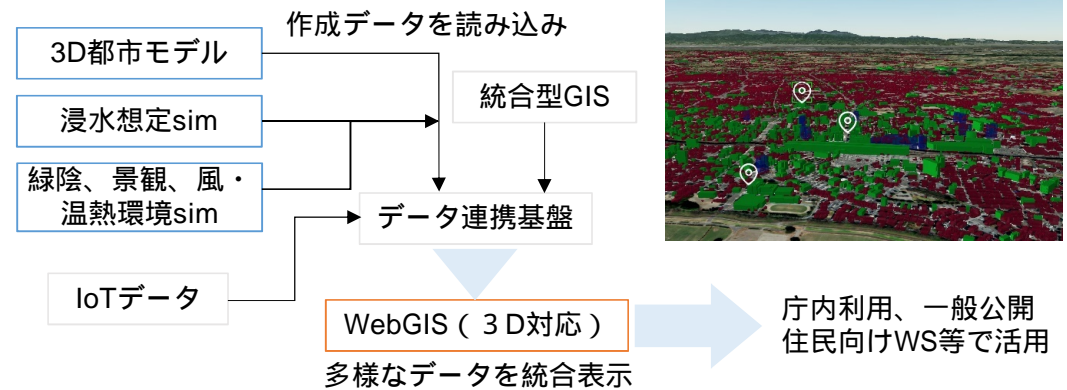 作成データを読み込み
3D都市モデル
統合型GIS
浸水想定sim
緑陰、景観、風・
温熱環境sim
データ連携基盤
IoTデータ
WebGIS（３D対応）
多様なデータを統合表示
庁内利用、一般公開
住民向けWS等で活用